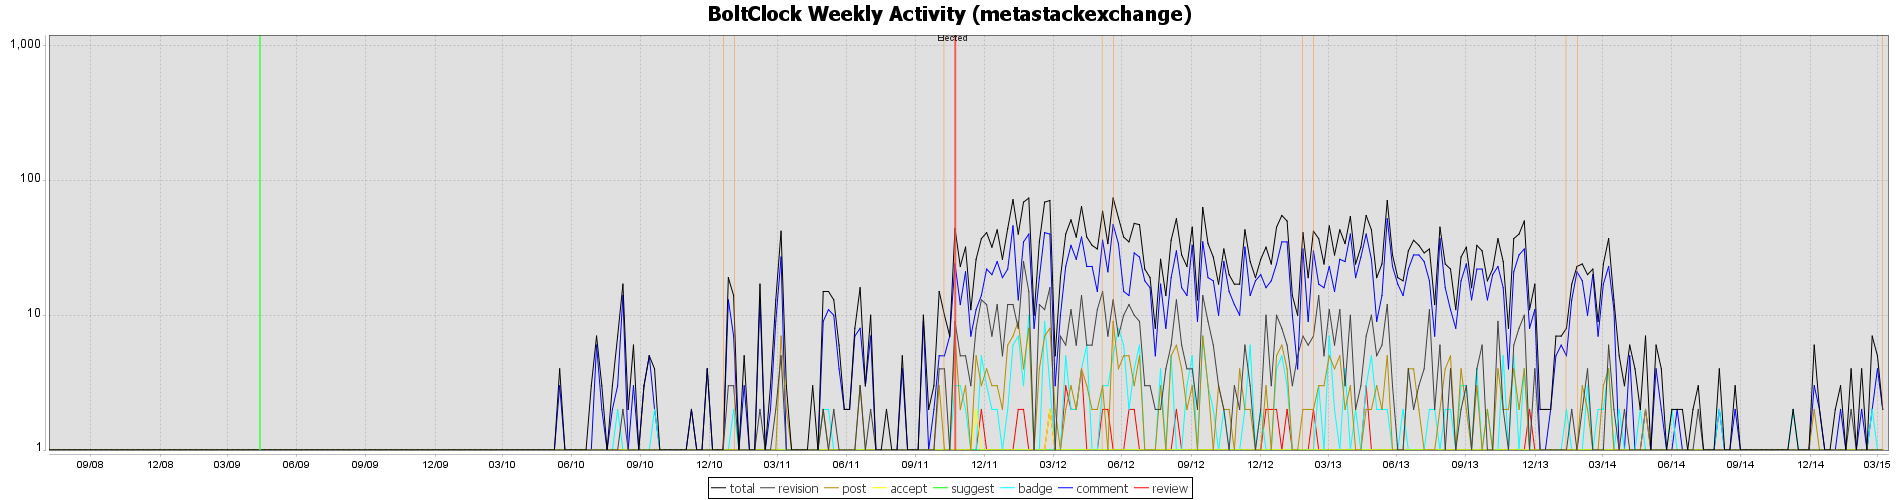 BoltClock Weekly Activity (metastackexchange)
Elected
1,000
100
10
1
09/08 12/08 03/09 06/09 09/09 12/09 03/10 06/10 09/10 12/10 03/11 06/11 09/11 12/11 03/12 06/12 09/12 12/12 03/13 06/13 09/13 12/13 03/14 06/14 09/14 12/14 03/15
total revision post accept suggest badge comment review